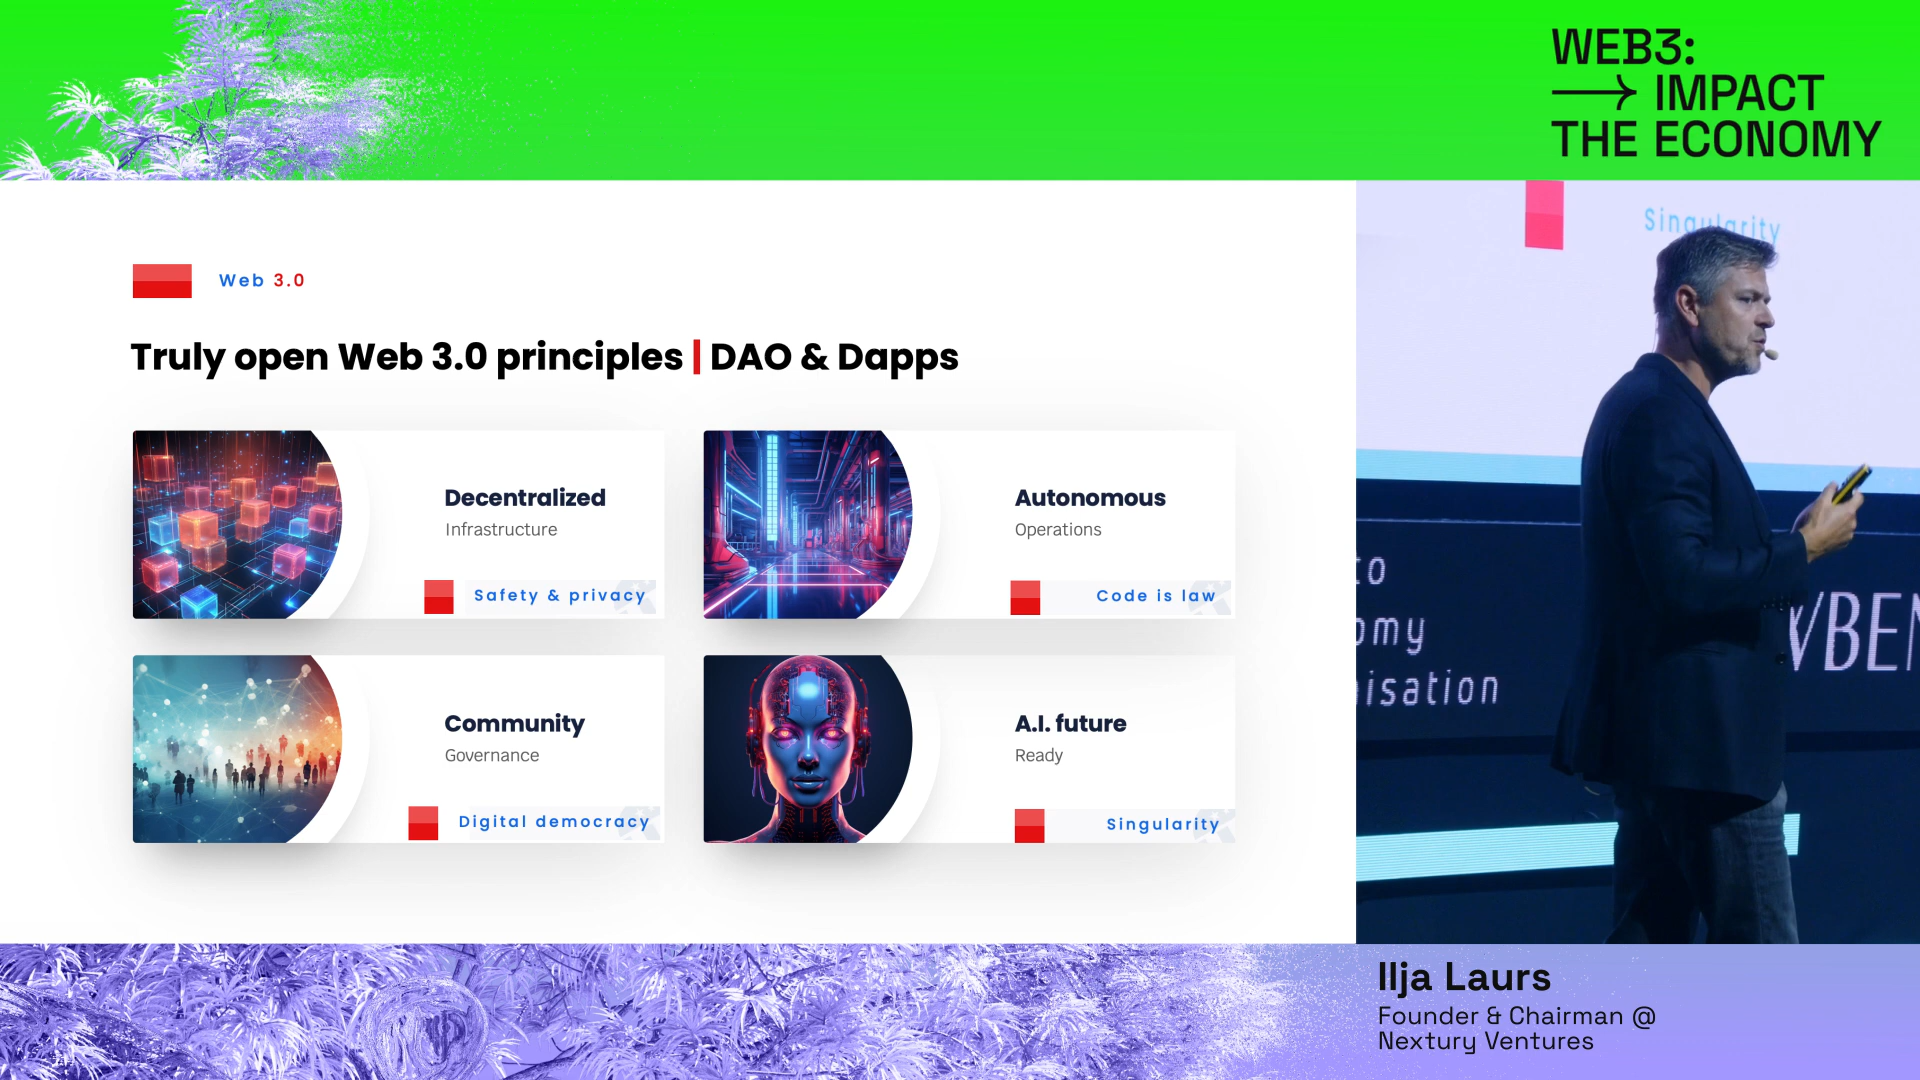 WEB3:
→ IMPACT
THE ECONOMY
Web 3.0
Truly open Web 3.0 principles | DAO & Dapps
Decentralized
Infrastructure
Safety & privacy
Autonomous
Operations
Code is law
Community
Governance
Digital democracy
A.I. future
Ready
Singularity
Singularity
to
omy
isation
Ilja Laurs
Founder & Chairman @
Nextury Ventures